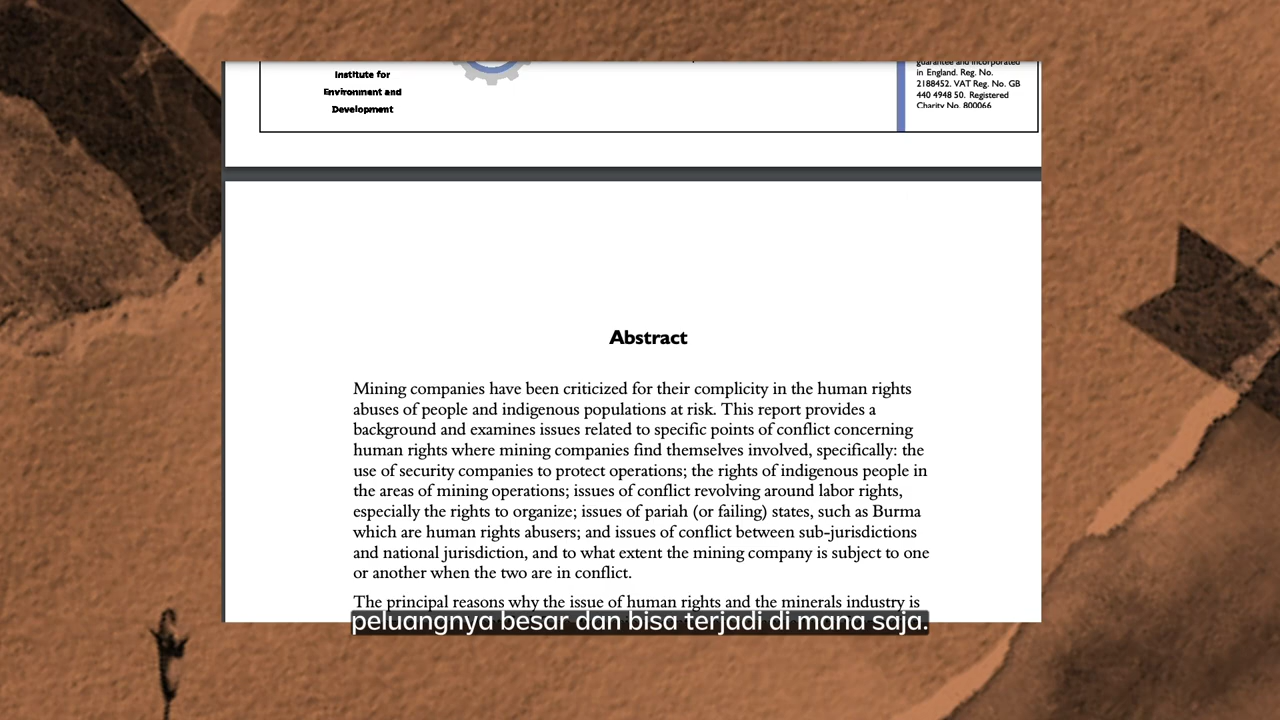 Institute for
Environment and
Development
guarantee and incorporated
in England. Reg. No.
2188452. VAT Reg. No. GB
440 4948 50. Registered
Charity No. 800066
Abstract
Mining companies have been criticized for their complicity in the human rights
abuses of people and indigenous populations at risk. This report provides a
background and examines issues related to specific points of conflict concerning
human rights where mining companies find themselves involved, specifically: the
use of security companies to protect operations; the rights of indigenous people in
the areas of mining operations; issues of conflict revolving around labor rights,
especially the rights to organize; issues of pariah (or failing) states, such as Burma
which are human rights abusers; and issues of conflict between sub-jurisdictions
and national jurisdiction, and to what extent the mining company is subject to one
or another when the two are in conflict.
The principal reasons why the issue of human rights and the minerals industry is
peluangnya besar dan bisa terjadi di mana saja.